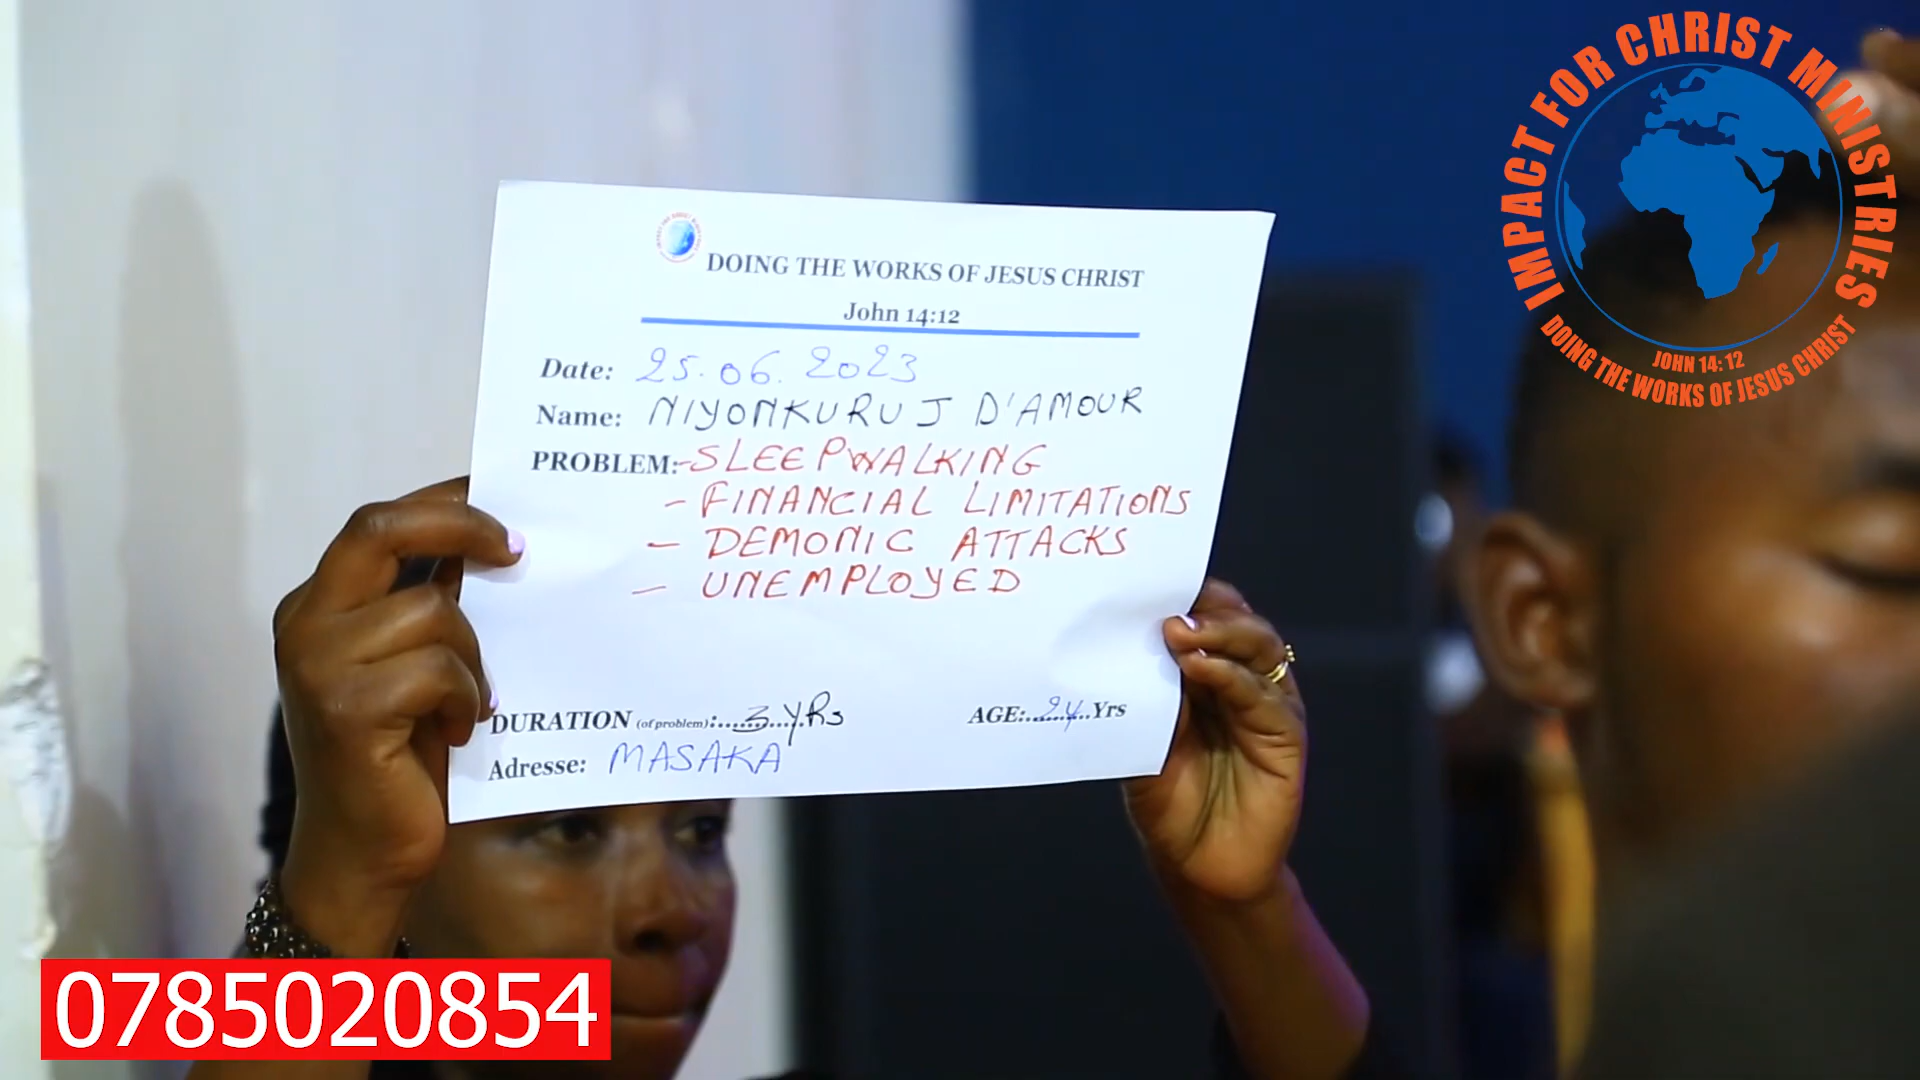 IMPACT FOR CHRIST MINISTRIES
JOHN 14:12
DOING THE WORKS OF JESUS CHRIST
DOING THE WORKS OF JESUS CHRIST
John 14:12
Date: 25.06.2023
Name: NIYONKURU J D'AMOUR
PROBLEM:-SLEEPWALKING
- FINANCIAL LIMITATIONS
- DEMONIC ATTACKS
- UNEMPLOYED
DURATION (of problem):....3...YRs AGE:...24...Yrs
Adresse: MASAKA
0785020854